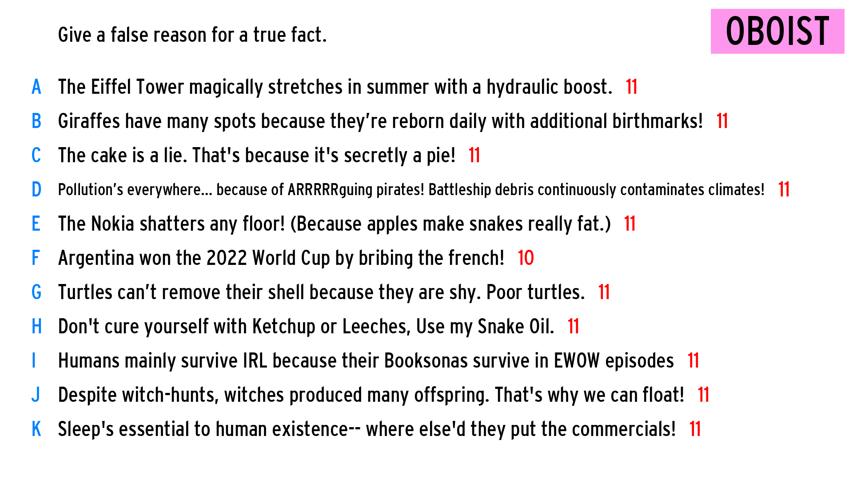 Give a false reason for a true fact.
OBOIST
A The Eiffel Tower magically stretches in summer with a hydraulic boost. 11
B Giraffes have many spots because they’re reborn daily with additional birthmarks! 11
C The cake is a lie. That's because it's secretly a pie! 11
D Pollution’s everywhere... because of ARRRRRguing pirates! Battleship debris continuously contaminates climates! 11
E The Nokia shatters any floor! (Because apples make snakes really fat.) 11
F Argentina won the 2022 World Cup by bribing the french! 10
G Turtles can’t remove their shell because they are shy. Poor turtles. 11
H Don't cure yourself with Ketchup or Leeches, Use my Snake Oil. 11
I Humans mainly survive IRL because their Booksonas survive in EWOW episodes 11
J Despite witch-hunts, witches produced many offspring. That's why we can float! 11
K Sleep's essential to human existence-- where else'd they put the commercials! 11